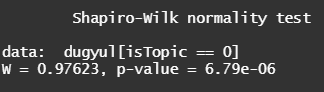 Shapiro-Wilk normality test
data:  dugyul[isTopic == 0]
W = 0.97623, p-value = 6.79e-06